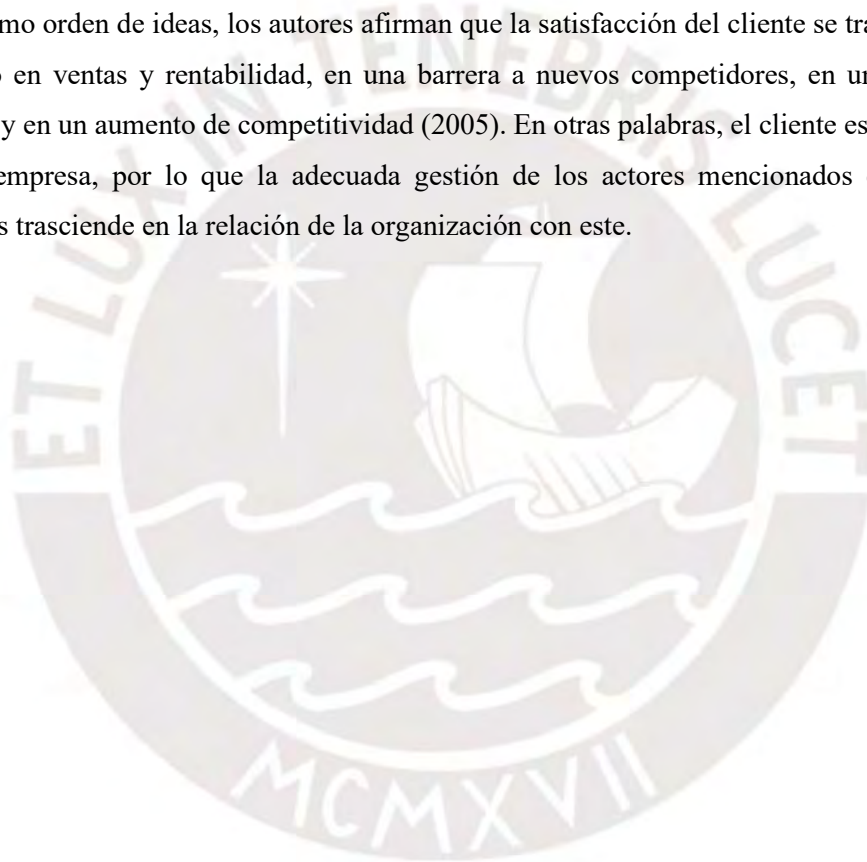 mo orden de ideas, los autores afirman que la satisfacción del cliente se tra
en ventas y rentabilidad, en una barrera a nuevos competidores, en u
y en un aumento de competitividad (2005). En otras palabras, el cliente es
empresa, por lo que la adecuada gestión de los actores mencionados
s trasciende en la relación de la organización con este.
ET LUX IN TENEBRIS LUCET
MCMXVII